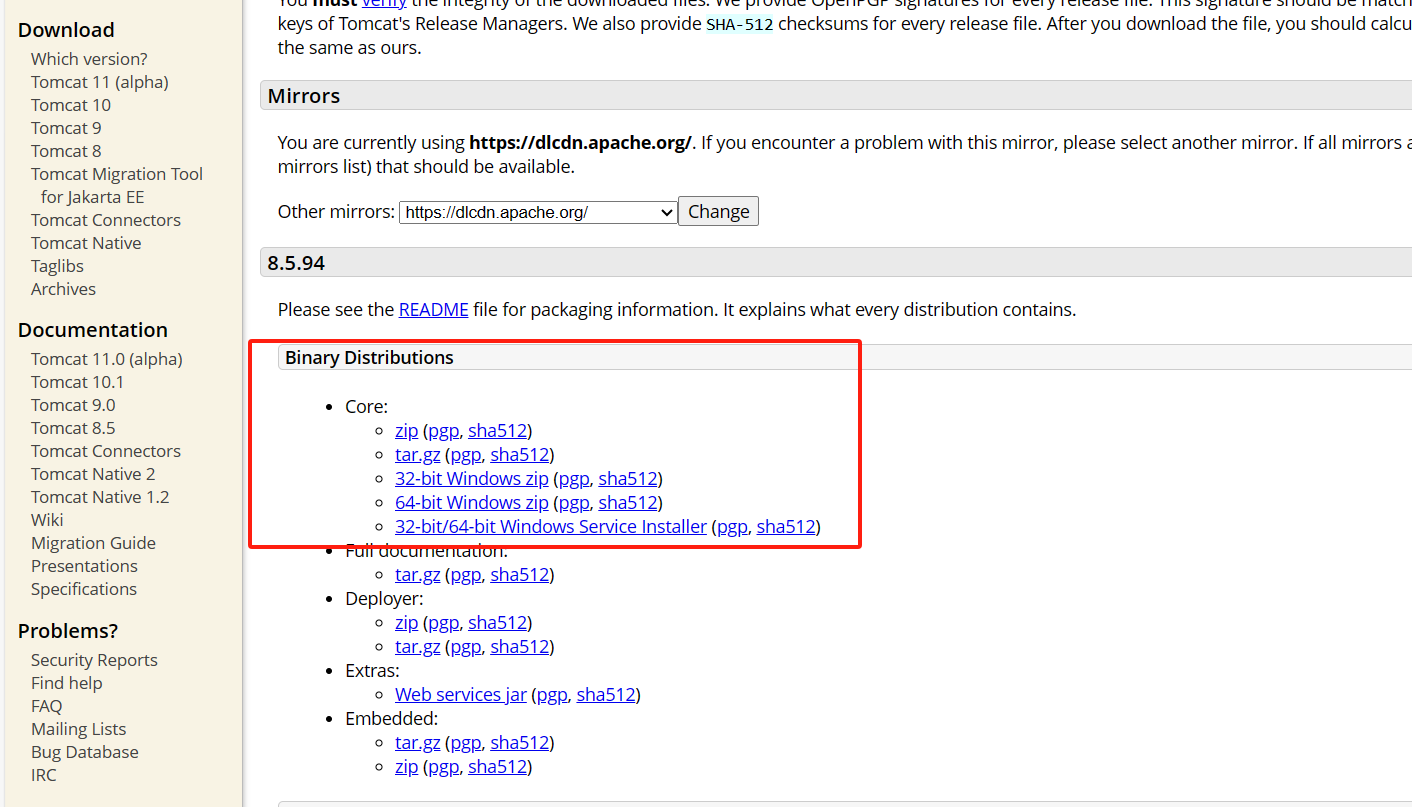 Download
Which version?
Tomcat 11 (alpha)
Tomcat 10
Tomcat 9
Tomcat 8
Tomcat Migration Tool
for Jakarta EE
Tomcat Connectors
Tomcat Native
Taglibs
Archives
Documentation
Tomcat 11.0 (alpha)
Tomcat 10.1
Tomcat 9.0
Tomcat 8.5
Tomcat Connectors
Tomcat Native 2
Tomcat Native 1.2
Wiki
Migration Guide
Presentations
Specifications
Problems?
Security Reports
Find help
FAQ
Mailing Lists
Bug Database
IRC
You must verify the integrity of the downloaded files. We provide OpenPGP signatures for every release file. This signature should be match
keys of Tomcat's Release Managers. We also provide SHA-512 checksums for every release file. After you download the file, you should calcu
the same as ours.
Mirrors
You are currently using https://dlcdn.apache.org/. If you encounter a problem with this mirror, please select another mirror. If all mirrors a
mirrors list) that should be available.
Other mirrors: https://dlcdn.apache.org/ Change
8.5.94
Please see the README file for packaging information. It explains what every distribution contains.
Binary Distributions
• Core:
◦ zip (pgp, sha512)
◦ tar.gz (pgp, sha512)
◦ 32-bit Windows zip (pgp, sha512)
◦ 64-bit Windows zip (pgp, sha512)
◦ 32-bit/64-bit Windows Service Installer (pgp, sha512)
• Full documentation:
◦ tar.gz (pgp, sha512)
• Deployer:
◦ zip (pgp, sha512)
◦ tar.gz (pgp, sha512)
• Extras:
◦ Web services jar (pgp, sha512)
• Embedded:
◦ tar.gz (pgp, sha512)
◦ zip (pgp, sha512)